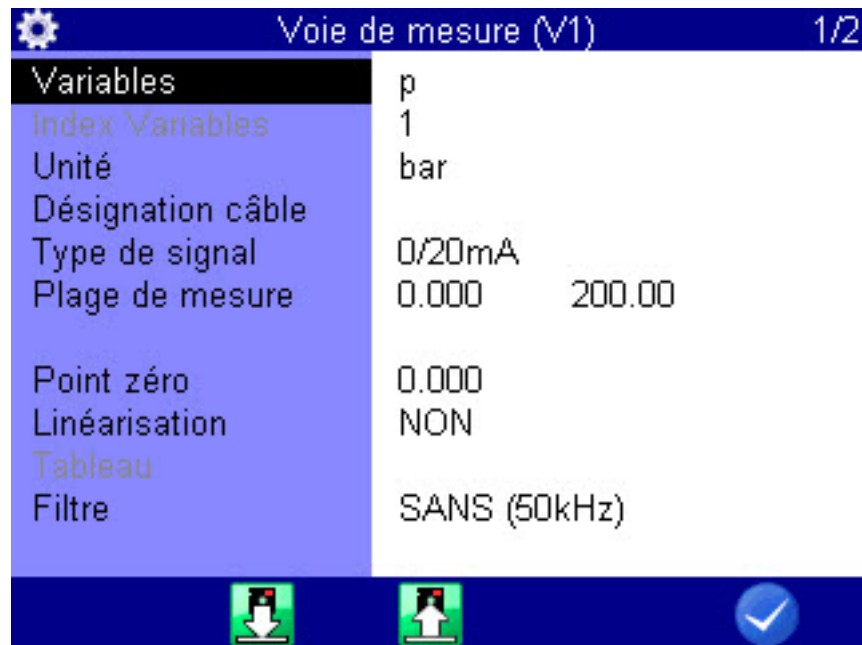 Voie de mesure (V1) 1/2
Variables p
Index Variables 1
Unité bar
Désignation câble
Type de signal 0/20mA
Plage de mesure 0.000 200.00
Point zéro 0.000
Linéarisation NON
Tableau
Filtre SANS (50kHz)